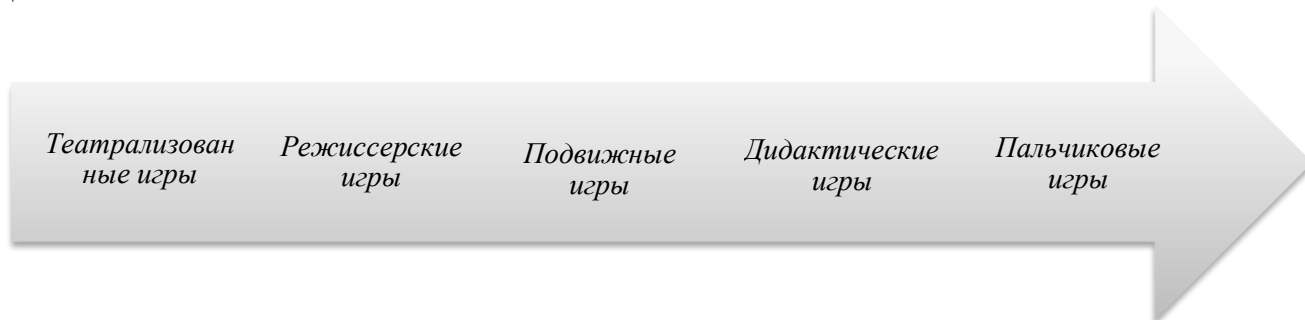 Театрализован
ные игры
Режиссерские
игры
Подвижные
игры
Дидактические
игры
Пальчиковые
игры